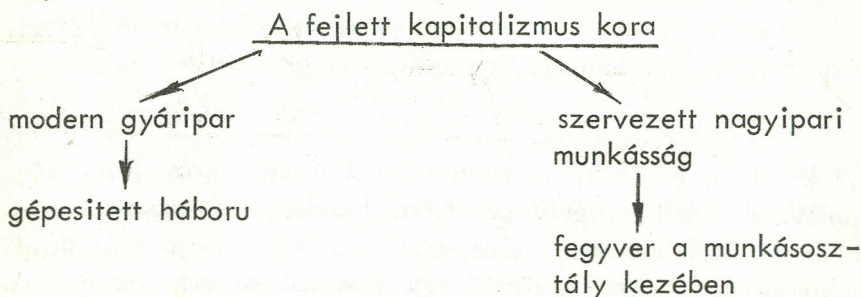 A fejlett kapitalizmus kora
modern gyáripar
gépesitett háboru
szervezett nagyipari
munkásság
fegyver a munkásosz-
tály kezében